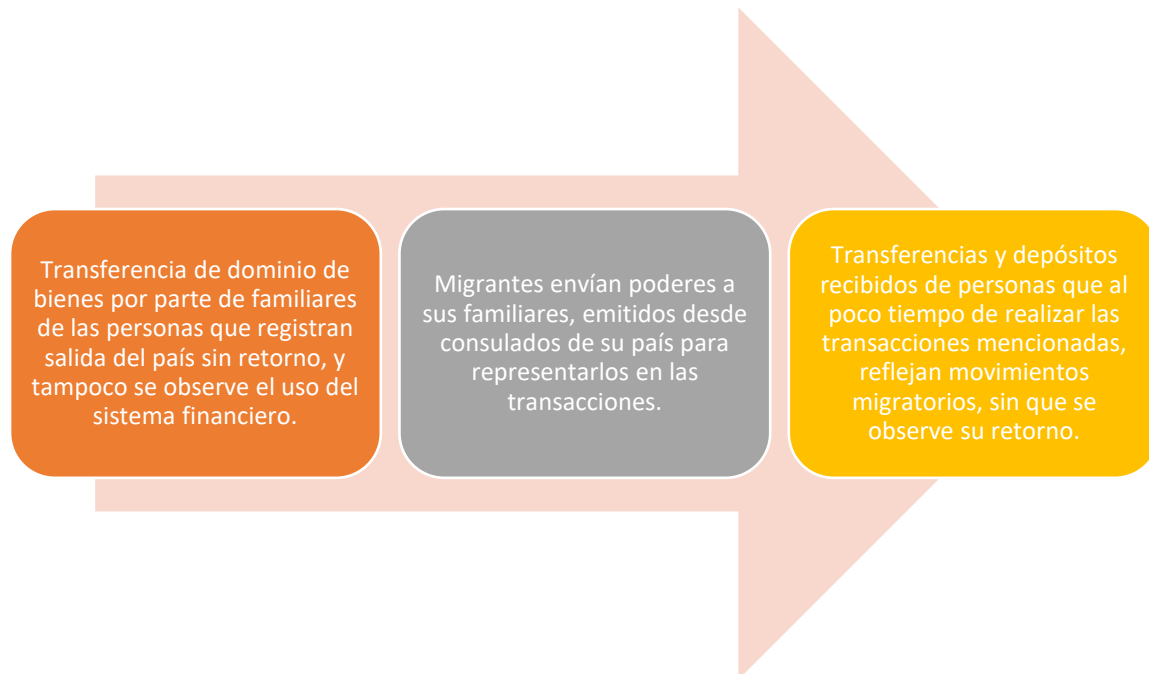 Transferencia de dominio de
bienes por parte de familiares
de las personas que registran
salida del país sin retorno, y
tampoco se observe el uso del
sistema financiero.
Migrantes envían poderes a
sus familiares, emitidos desde
consulados de su país para
representarlos en las
transacciones.
Transferencias y depósitos
recibidos de personas que al
poco tiempo de realizar las
transacciones mencionadas,
reflejan movimientos
migratorios, sin que se
observe su retorno.